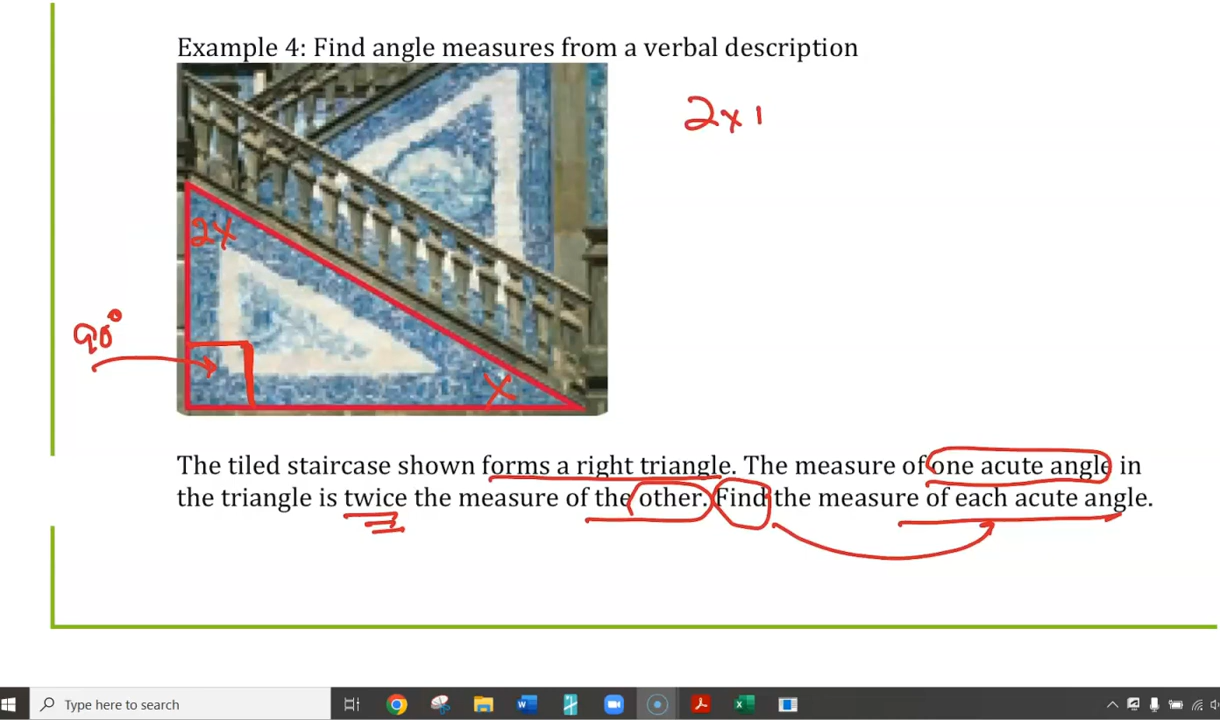 Example 4: Find angle measures from a verbal description
2x
2x
90°
x
The tiled staircase shown forms a right triangle. The measure of one acute angle in
the triangle is twice the measure of the other. Find the measure of each acute angle.
Type here to search